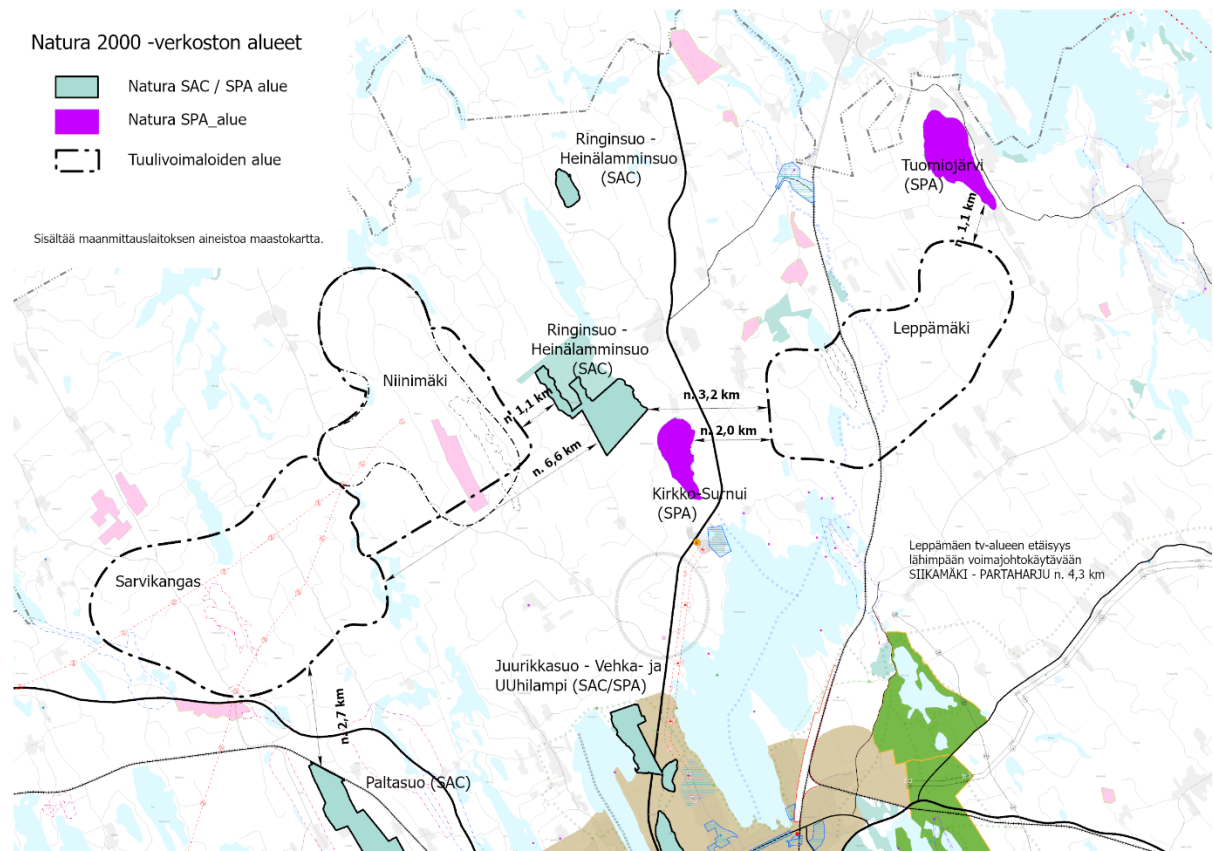 Natura 2000 -verkoston alueet
Natura SAC / SPA alue
Natura SPA_alue
Tuulivoimaloiden alue
Sisältää maanmittauslaitoksen aineistoa maastokartta.
Ringinsuo -
Heinälamminsuo
(SAC)
Tuomiojärvi
(SPA)
n. 1,1 km
Leppämäki
Ringinsuo -
Heinälamminsuo
(SAC)
Niinimäki
n. 1,1 km
n. 3,2 km
n. 2,0 km
n. 6,6 km
Kirkko-Surnui
(SPA)
Sarvikangas
Leppämäen tv-alueen etäisyys
lähimpään voimajohtokäytävään
SIIKAMÄKI - PARTAHARJU n. 4,3 km
Juurikkasuo - Vehka- ja
UUhilampi (SAC/SPA)
n. 2,7 km
Paltasuo (SAC)